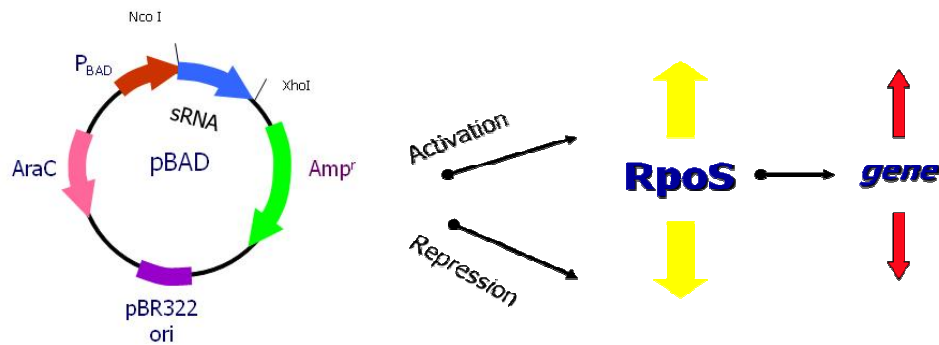 Nco I
PBAD
XhoI
sRNA
pBAD
AraC
Ampr
pBR322
ori
Activation
Repression
RpoS
gene